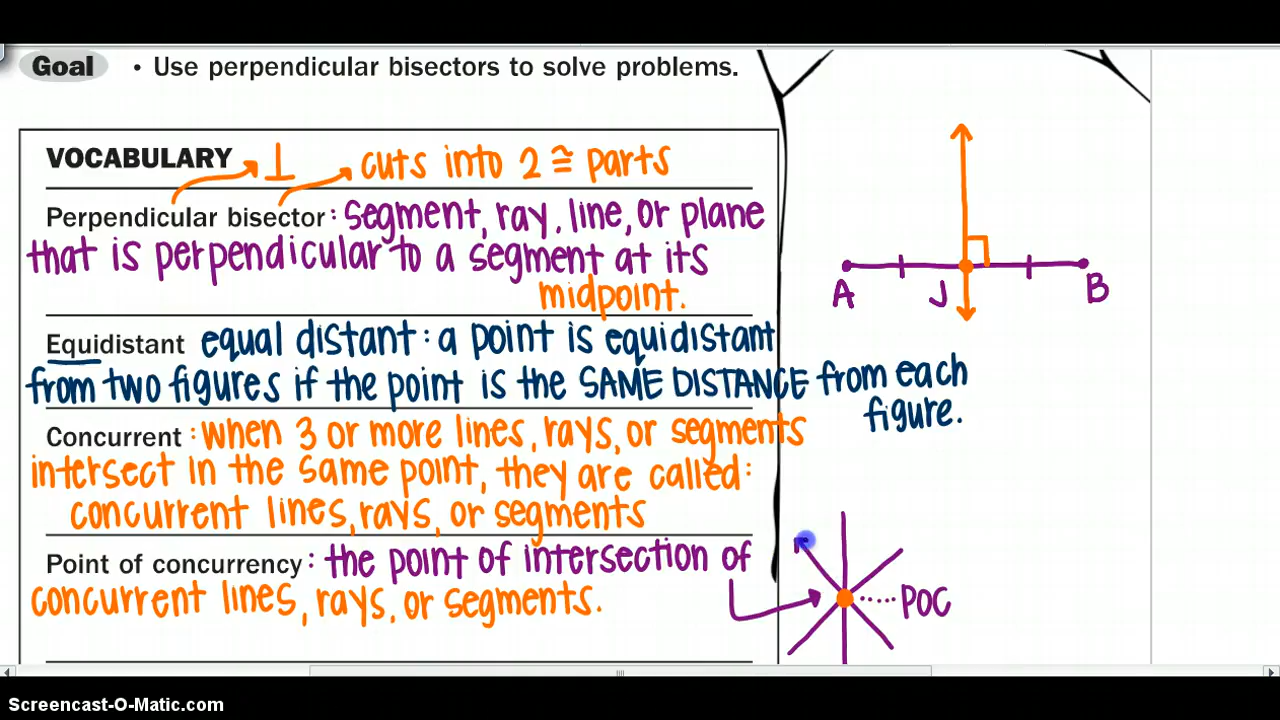 Goal • Use perpendicular bisectors to solve problems.
VOCABULARY ⊥ cuts into 2 ≅ parts
Perpendicular bisector: segment, ray, line, or plane
that is perpendicular to a segment at its
midpoint.
A J B
Equidistant equal distant: a point is equidistant
from two figures if the point is the SAME DISTANCE from each
figure.
Concurrent: when 3 or more lines, rays, or segments
intersect in the same point, they are called:
concurrent lines, rays, or segments
Point of concurrency: the point of intersection of
concurrent lines, rays, or segments.
POC
Screencast-O-Matic.com